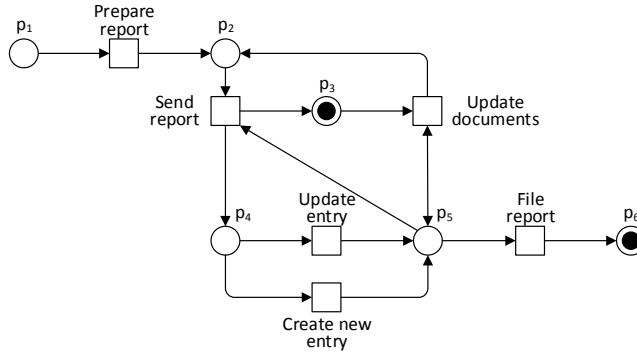 Prepare
report
p1
p2
p3
Send
report
Update
documents
p4
Update
entry
p5
File
report
p6
Create new
entry